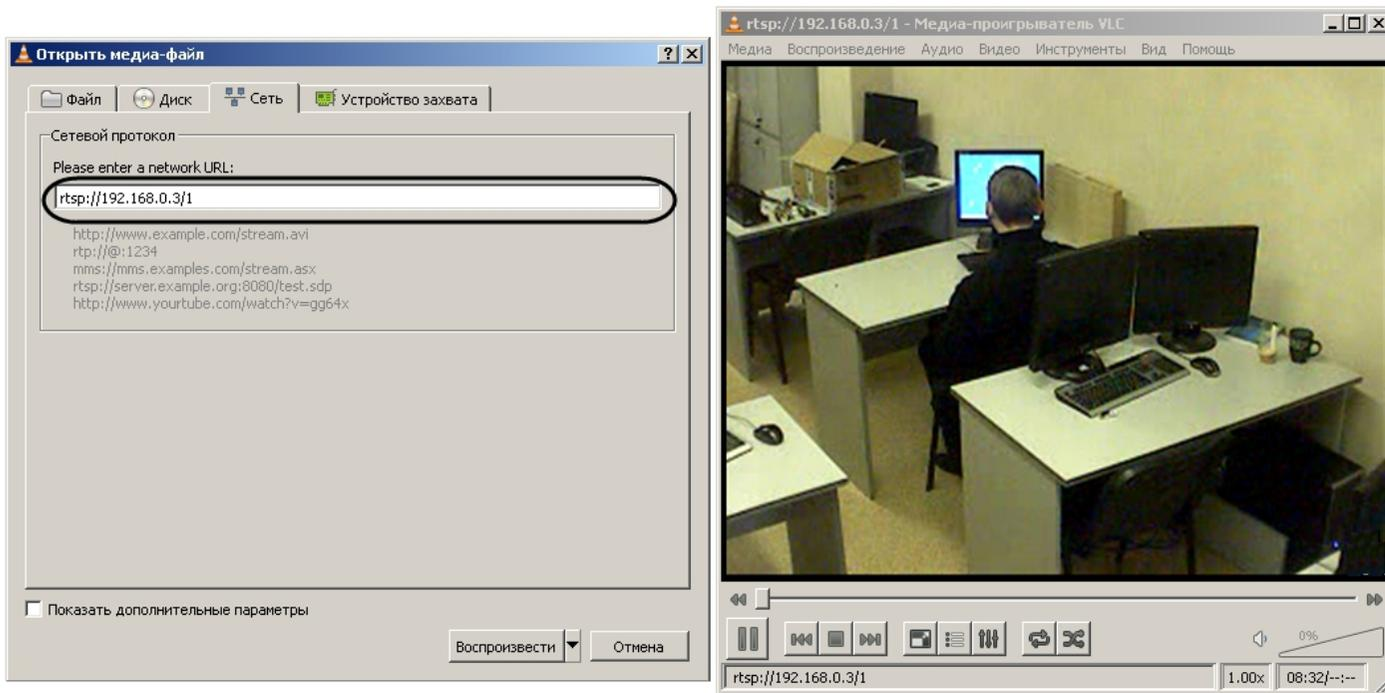 Открыть медиа-файл
Файл Диск Сеть Устройство захвата
Сетевой протокол
Please enter a network URL:
rtsp://192.168.0.3/1
http://www.example.com/stream.avi
rtp://@:1234
mms://mms.examples.com/stream.asx
rtsp://server.example.org:8080/test.sdp
http://www.yourtube.com/watch?v=gg64x
Показать дополнительные параметры
Воспроизвести Отмена
rtsp://192.168.0.3/1 - Медиа-проигрыватель VLC
Медиа Воспроизведение Аудио Видео Инструменты Вид Помощь
0%
rtsp://192.168.0.3/1 1.00x 08:32/--:--